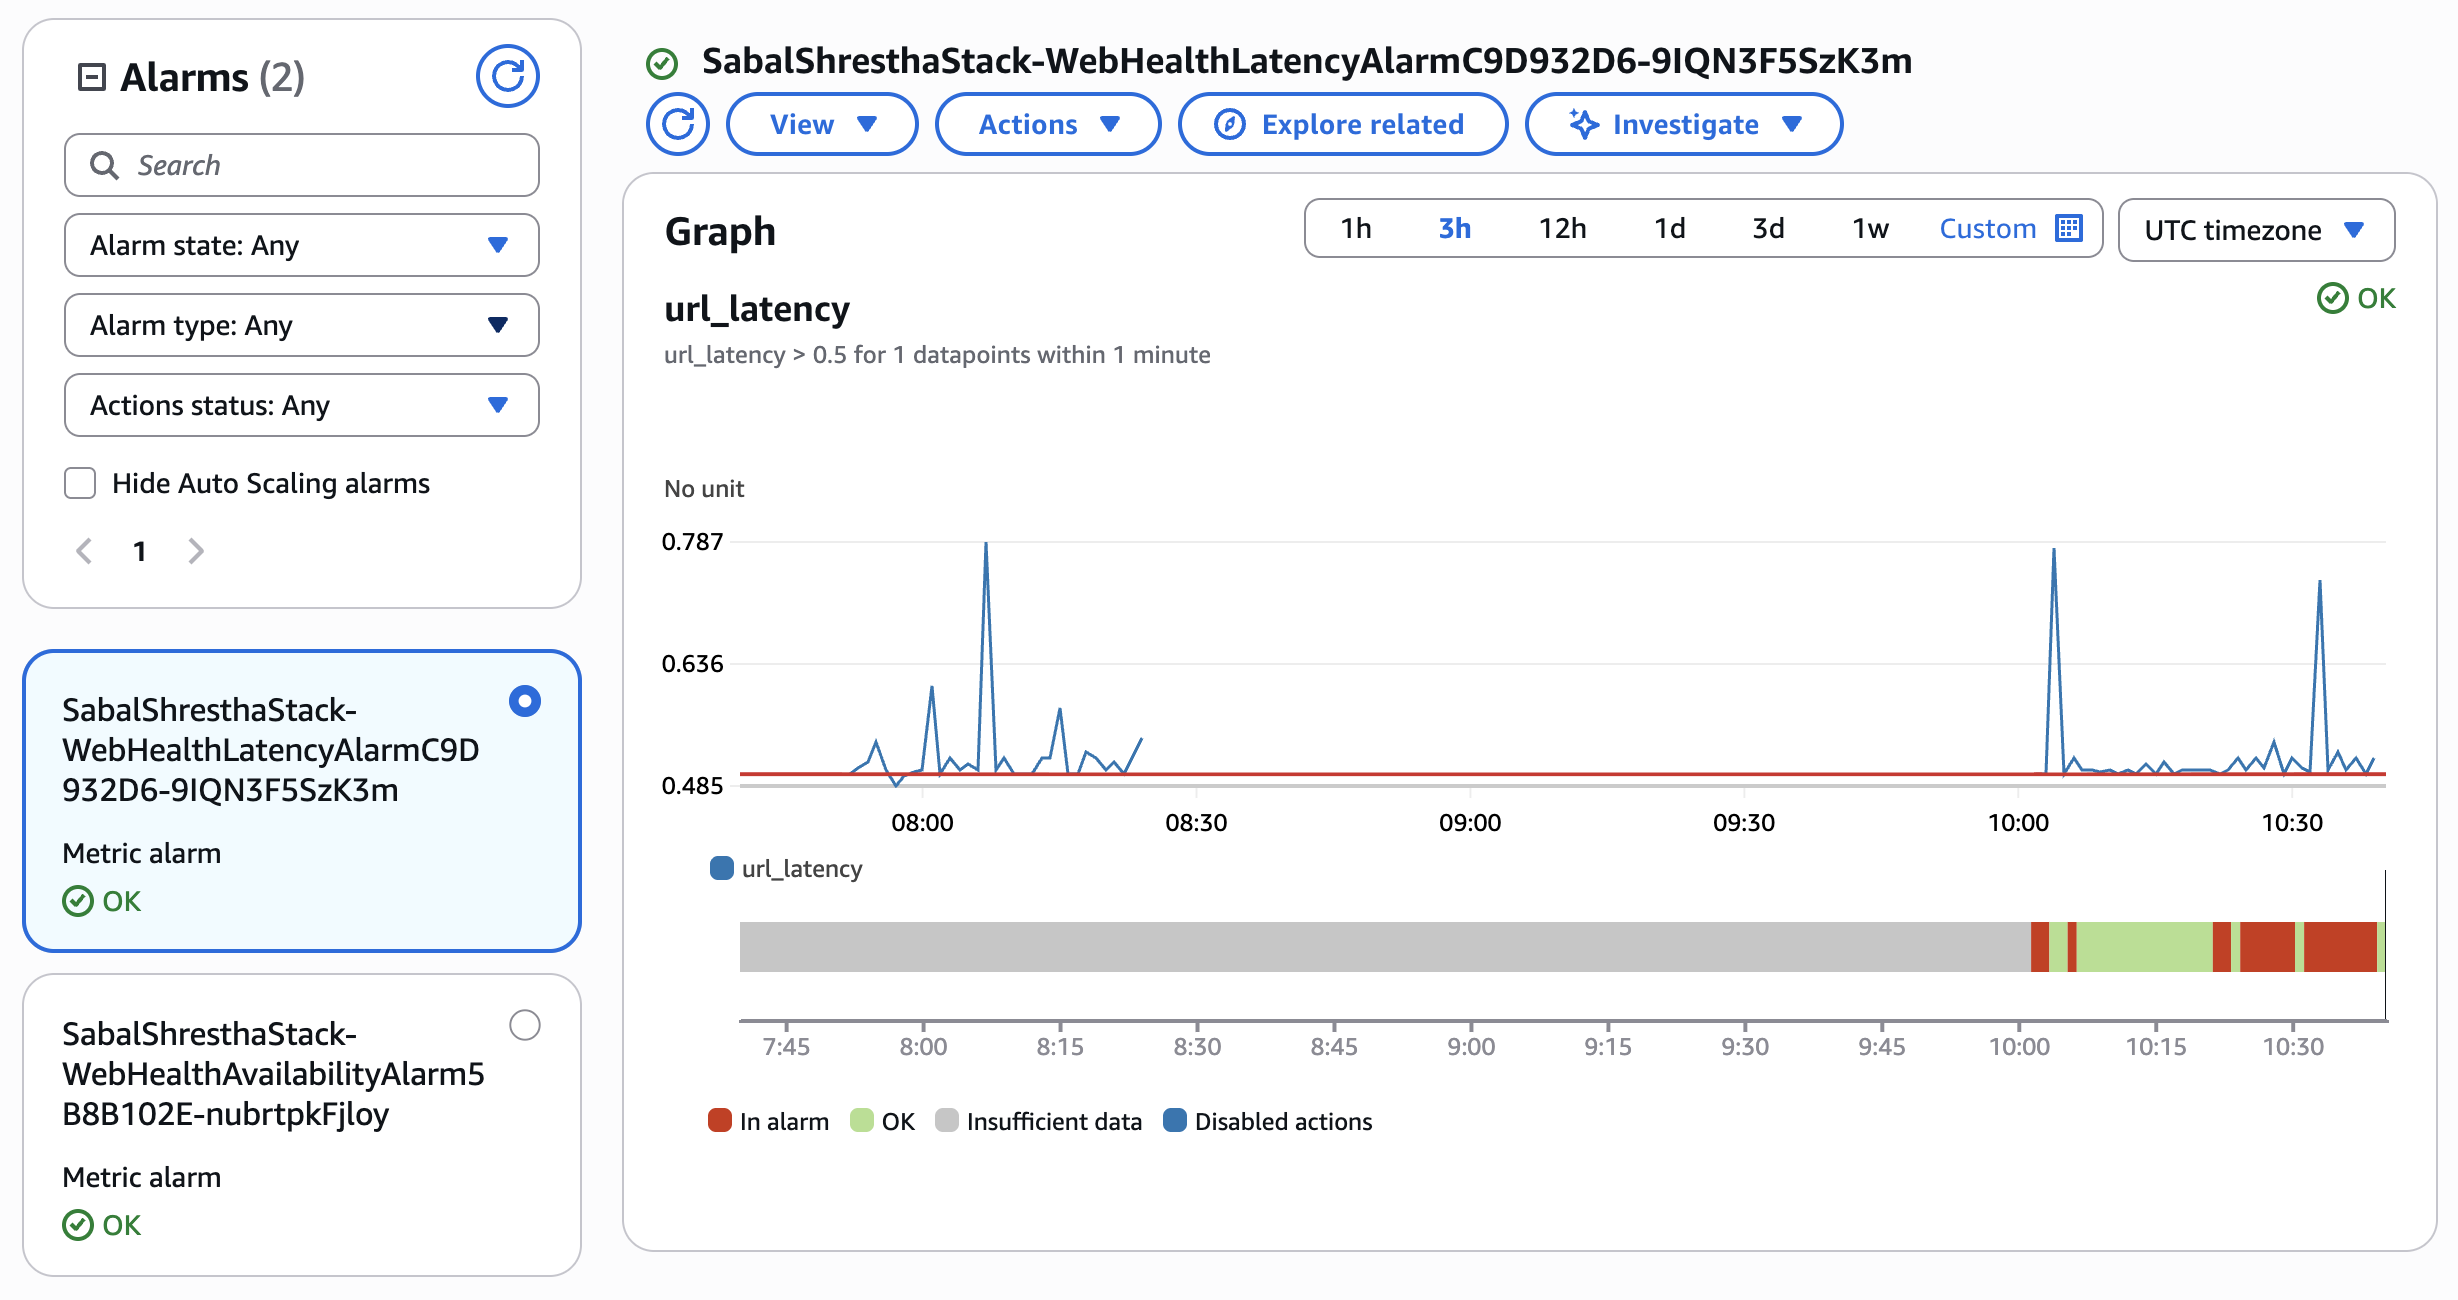 Alarms (2)
Search
Alarm state: Any
Alarm type: Any
Actions status: Any
Hide Auto Scaling alarms
1
SabalShresthaStack-
WebHealthLatencyAlarmC9D
932D6-9IQN3F5SzK3m
Metric alarm
OK
SabalShresthaStack-
WebHealthAvailabilityAlarm5
B8B102E-nubrtpkFjloy
Metric alarm
OK
SabalShresthaStack-WebHealthLatencyAlarmC9D932D6-9IQN3F5SzK3m
View Actions Explore related Investigate
Graph
1h 3h 12h 1d 3d 1w Custom UTC timezone
url_latency
OK
url_latency > 0.5 for 1 datapoints within 1 minute
No unit
0.787
0.636
0.485
08:00 08:30 09:00 09:30 10:00 10:30
url_latency
7:45 8:00 8:15 8:30 8:45 9:00 9:15 9:30 9:45 10:00 10:15 10:30
In alarm OK Insufficient data Disabled actions